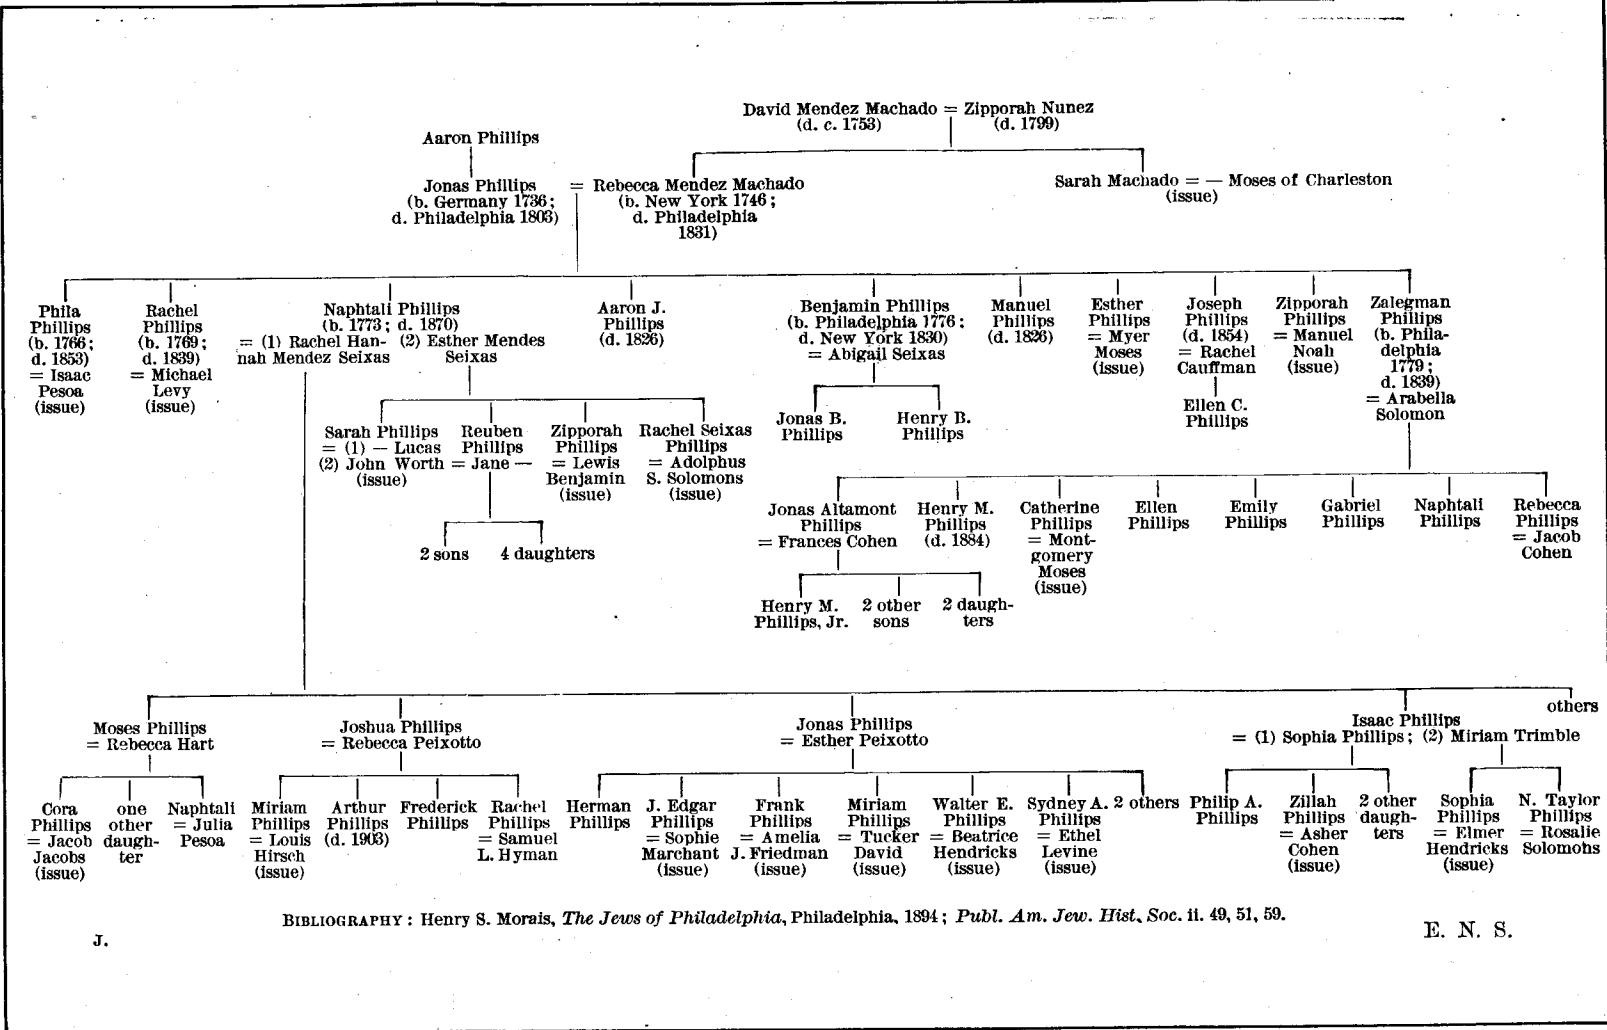 David Mendez Machado = Zipporah Nunez
(d. c. 1753) (d. 1799)
Aaron Phillips
Jonas Phillips
(b. Germany 1736;
d. Philadelphia 1803)
= Rebecca Mendez Machado
(b. New York 1746;
d. Philadelphia
1831)
Sarah Machado = — Moses of Charleston
(issue)
Phila
Phillips
(b. 1766;
d. 1853)
= Isaac
Pesoa
(issue)
Rachel
Phillips
(b. 1769;
d. 1839)
= Michael
Levy
(issue)
Naphtali Phillips
(b. 1773; d. 1870)
= (1) Rachel Han- (2) Esther Mendes
nah Mendez Seixas Seixas
Aaron J.
Phillips
(d. 1826)
Benjamin Phillips
(b. Philadelphia 1776;
d. New York 1830)
= Abigail Seixas
Manuel
Phillips
(d. 1826)
Esther
Phillips
= Myer
Moses
(issue)
Joseph
Phillips
(d. 1854)
= Rachel
Cauffman
Zipporah
Phillips
= Manuel
Noah
(issue)
Zalegman
Phillips
(b. Phila-
delphia
1779;
d. 1839)
= Arabella
Solomon
Sarah Phillips
= (1) — Lucas
(2) John Worth
(issue)
Reuben
Phillips
= Jane —
Zipporah
Phillips
= Lewis
Benjamin
(issue)
Rachel Seixas
Phillips
= Adolphus
S. Solomons
(issue)
Jonas B.
Phillips
Henry B.
Phillips
Ellen C.
Phillips
2 sons
4 daughters
Jonas Altamont
Phillips
= Frances Cohen
Henry M.
Phillips
(d. 1884)
Catherine
Phillips
= Mont-
gomery
Moses
(issue)
Ellen
Phillips
Emily
Phillips
Gabriel
Phillips
Naphtali
Phillips
Rebecca
Phillips
= Jacob
Cohen
Henry M.
Phillips, Jr.
2 other
sons
2 daugh-
ters
Moses Phillips
= Rebecca Hart
Joshua Phillips
= Rebecca Peixotto
Jonas Phillips
= Esther Peixotto
Isaac Phillips
= (1) Sophia Phillips; (2) Miriam Trimble
others
Cora
Phillips
= Jacob
Jacobs
(issue)
one
other
daugh-
ter
Naphtali
= Julia
Pesoa
Miriam
Phillips
= Louis
Hirsch
(issue)
Arthur
Phillips
(d. 1903)
Frederick
Phillips
Rachel
Phillips
= Samuel
L. Hyman
Herman
Phillips
J. Edgar
Phillips
= Sophie
Marchant
(issue)
Frank
Phillips
= Amelia
J. Friedman
(issue)
Miriam
Phillips
= Tucker
David
(issue)
Walter E.
Phillips
= Beatrice
Hendricks
(issue)
Sydney A.
Phillips
= Ethel
Levine
(issue)
2 others
Philip A.
Phillips
Zillah
Phillips
= Asher
Cohen
(issue)
2 other
daugh-
ters
Sophia
Phillips
= Elmer
Hendricks
(issue)
N. Taylor
Phillips
= Rosalie
Solomons
BIBLIOGRAPHY: Henry S. Morais, The Jews of Philadelphia, Philadelphia, 1894; Publ. Am. Jew. Hist. Soc. ii. 49, 51, 59.
J.
E. N. S.